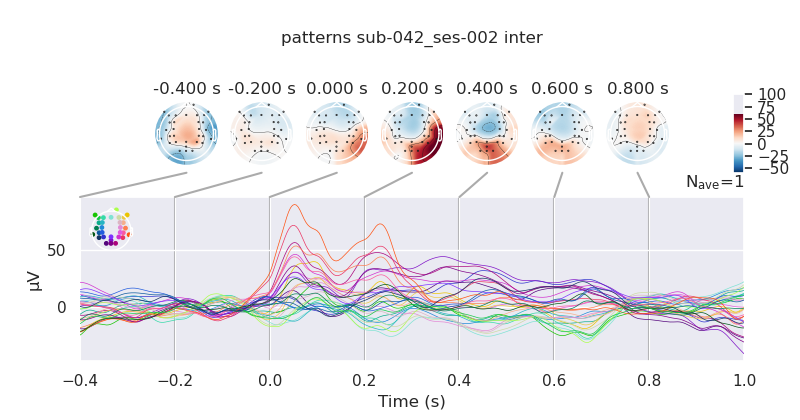 patterns sub-042_ses-002 inter
-0.400 s -0.200 s 0.000 s 0.200 s 0.400 s 0.600 s 0.800 s
100
75
50
25
0
−25
−50
Nave=1
50
0
µV
−0.4 −0.2 0.0 0.2 0.4 0.6 0.8 1.0
Time (s)